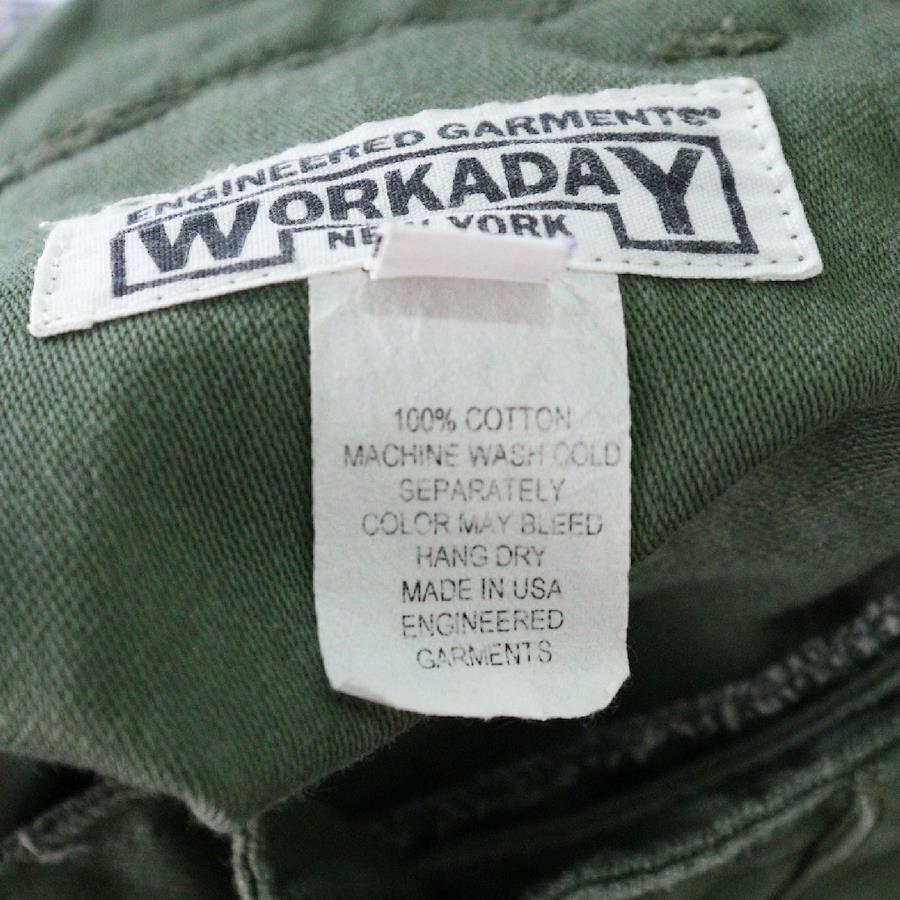 ENGINEERED GARMENTS®
WORKADAY
NEW YORK
100% COTTON
MACHINE WASH COLD
SEPARATELY
COLOR MAY BLEED
HANG DRY
MADE IN USA
ENGINEERED
GARMENTS